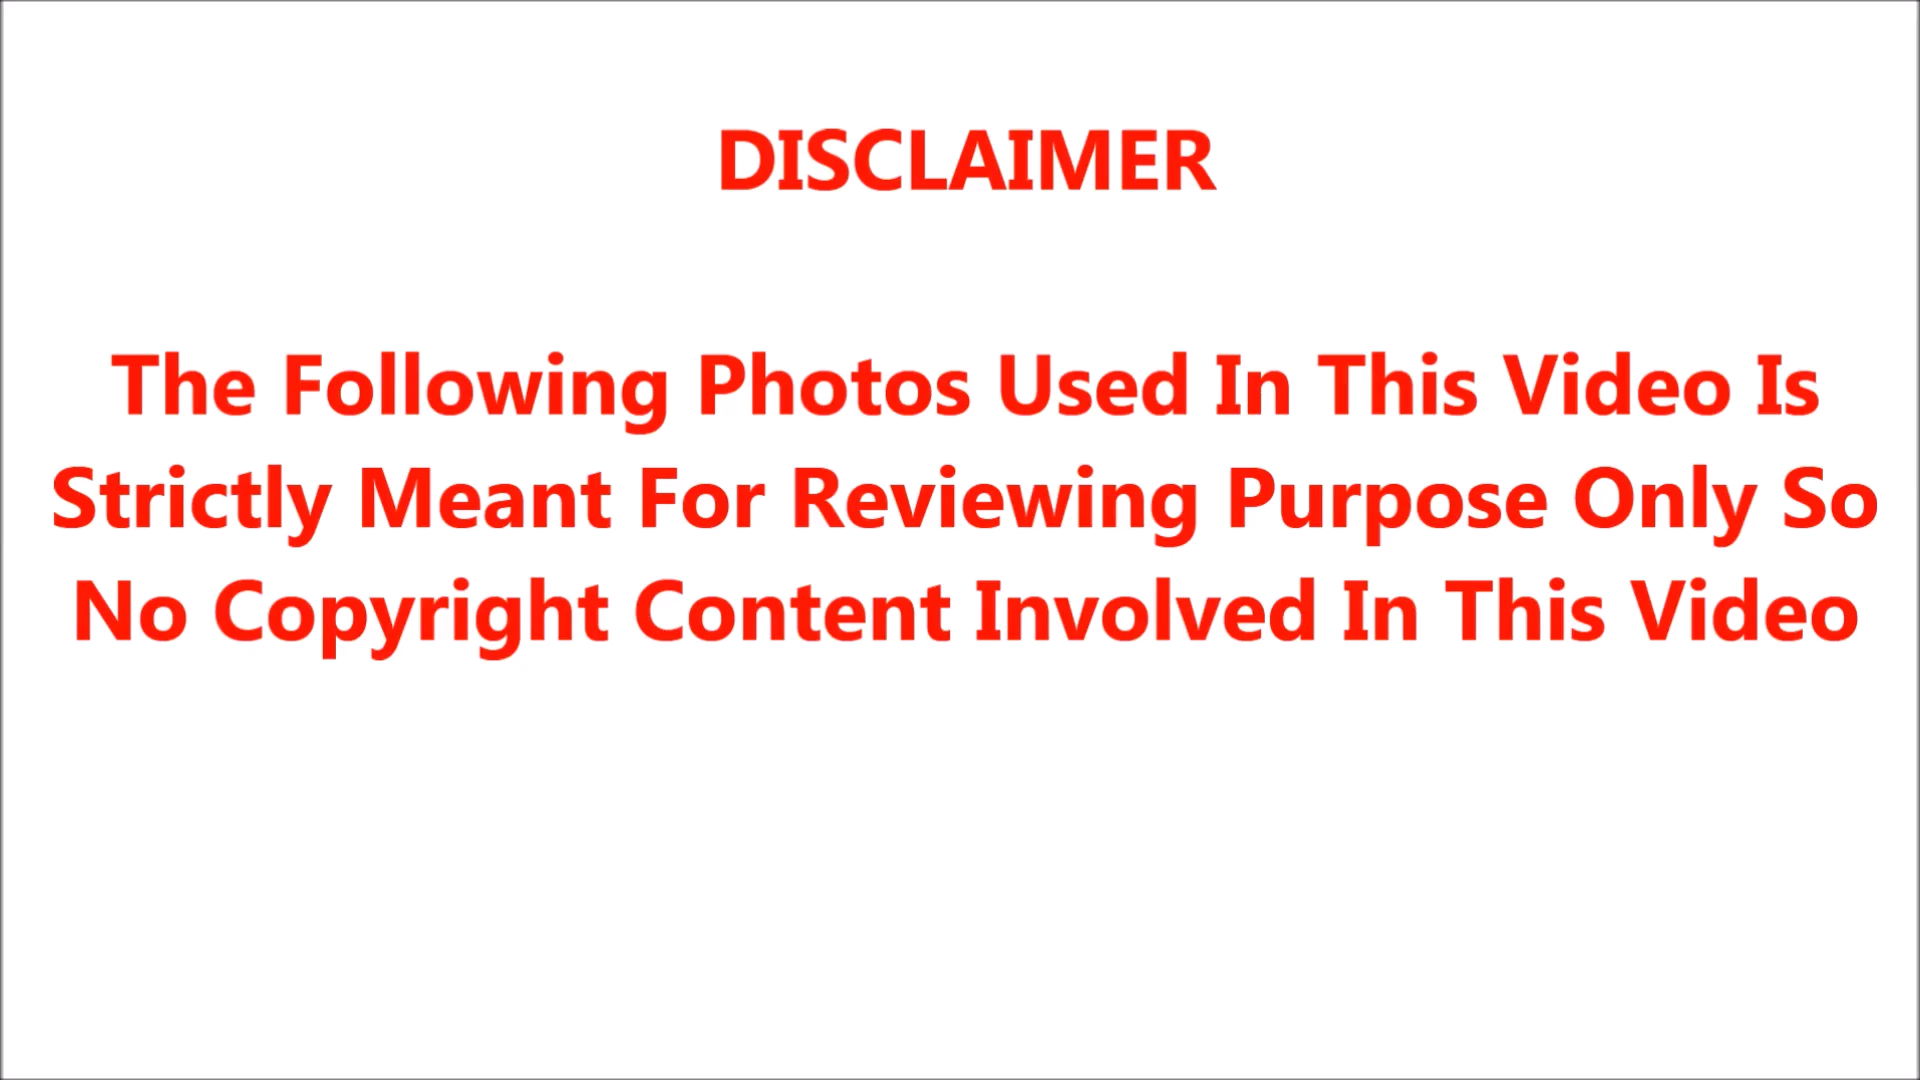 DISCLAIMER
The Following Photos Used In This Video Is
Strictly Meant For Reviewing Purpose Only So
No Copyright Content Involved In This Video